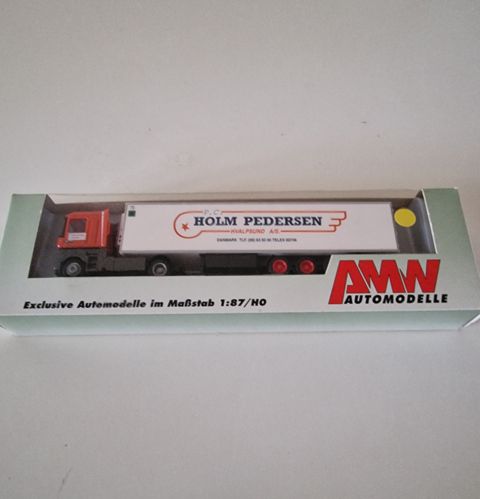 P.C.
HOLM PEDERSEN
HVALPSUND A/S
AMW
AUTOMODELLE
Exclusive Automodelle im Maßstab 1:87/HO